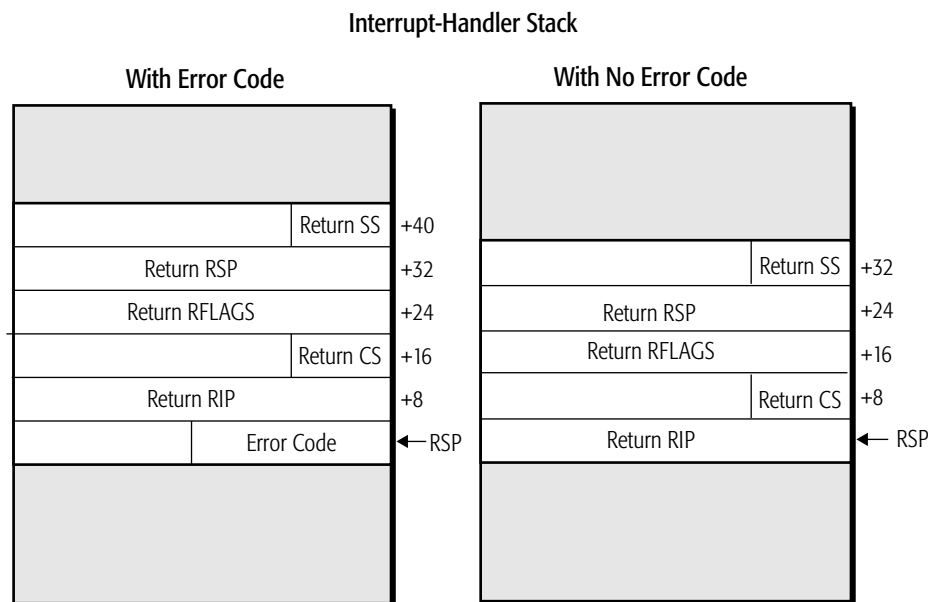 Interrupt-Handler Stack
With Error Code
With No Error Code
Return SS +40
Return RSP +32
Return RFLAGS +24
Return CS +16
Return RIP +8
Error Code RSP
Return SS +32
Return RSP +24
Return RFLAGS +16
Return CS +8
Return RIP RSP